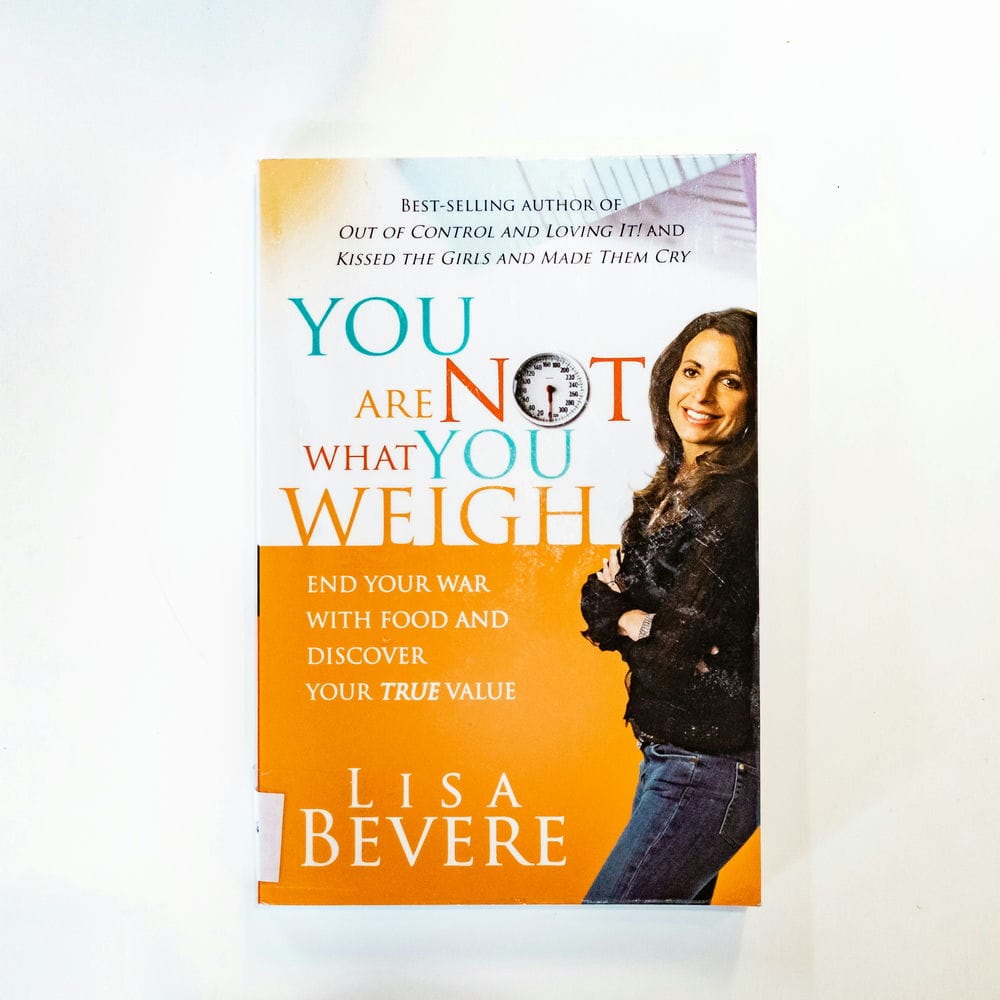 BEST-SELLING AUTHOR OF
OUT OF CONTROL AND LOVING IT! AND
KISSED THE GIRLS AND MADE THEM CRY
YOU
ARE NOT
WHAT YOU
WEIGH
END YOUR WAR
WITH FOOD AND
DISCOVER
YOUR TRUE VALUE
LISA
BEVERE